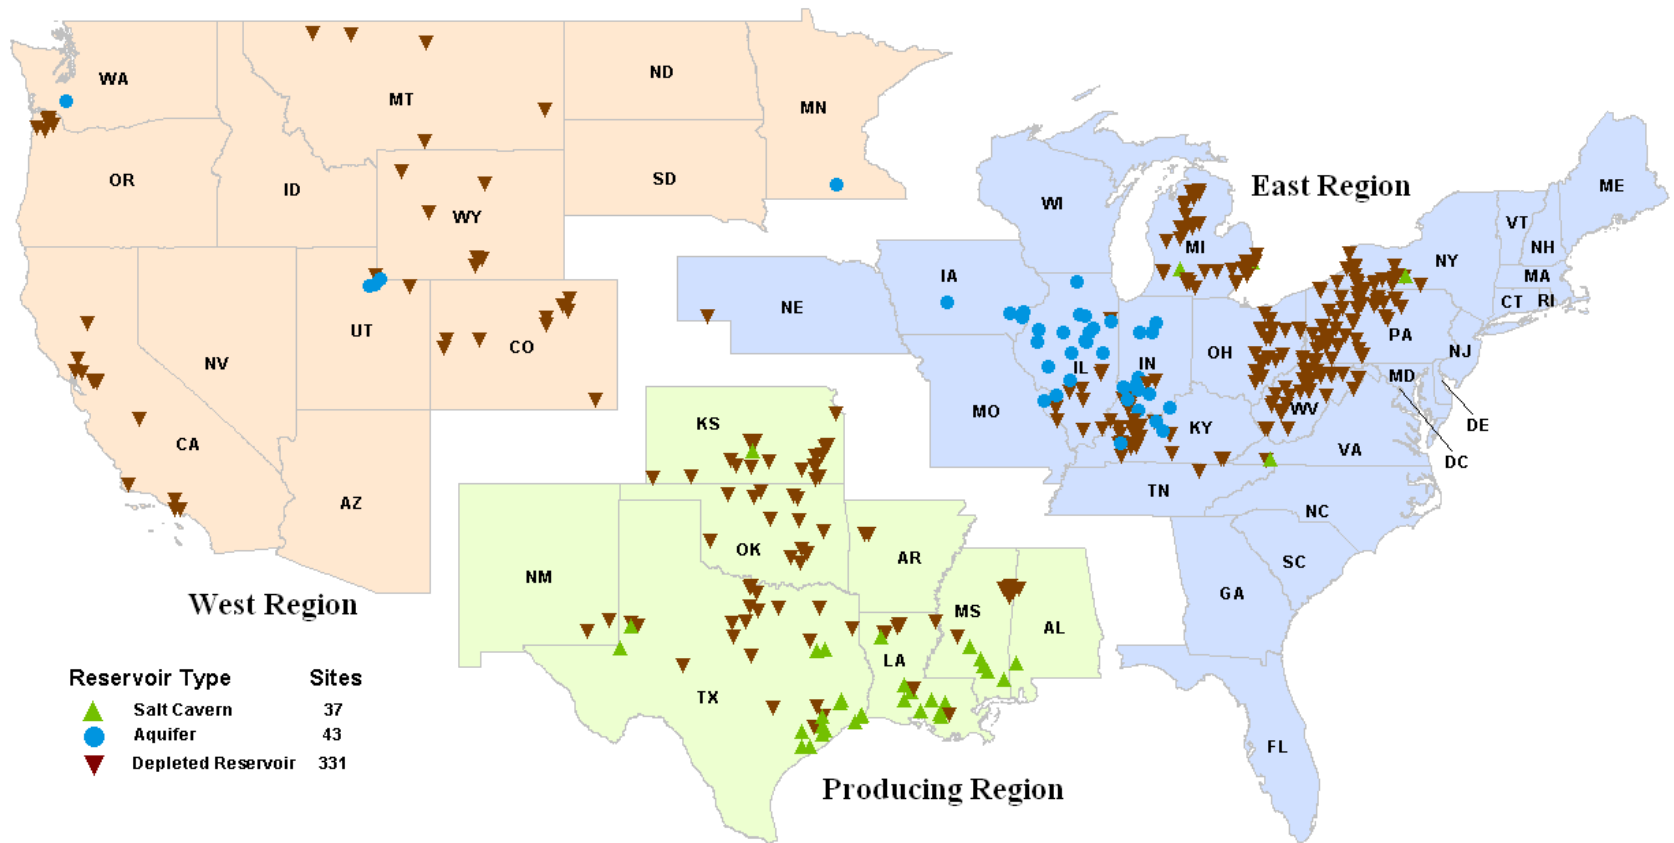 WA
MT
ND
MN
OR
ID
WY
SD
NV
UT
CO
CA
AZ
West Region
East Region
WI
MI
ME
VT
NH
NY
MA
CT
RI
IA
NE
IL
IN
OH
PA
NJ
MD
DE
DC
MO
KY
WV
VA
TN
NC
SC
GA
FL
KS
OK
AR
NM
TX
LA
MS
AL
Producing Region
Reservoir Type Sites
Salt Cavern 37
Aquifer 43
Depleted Reservoir 331